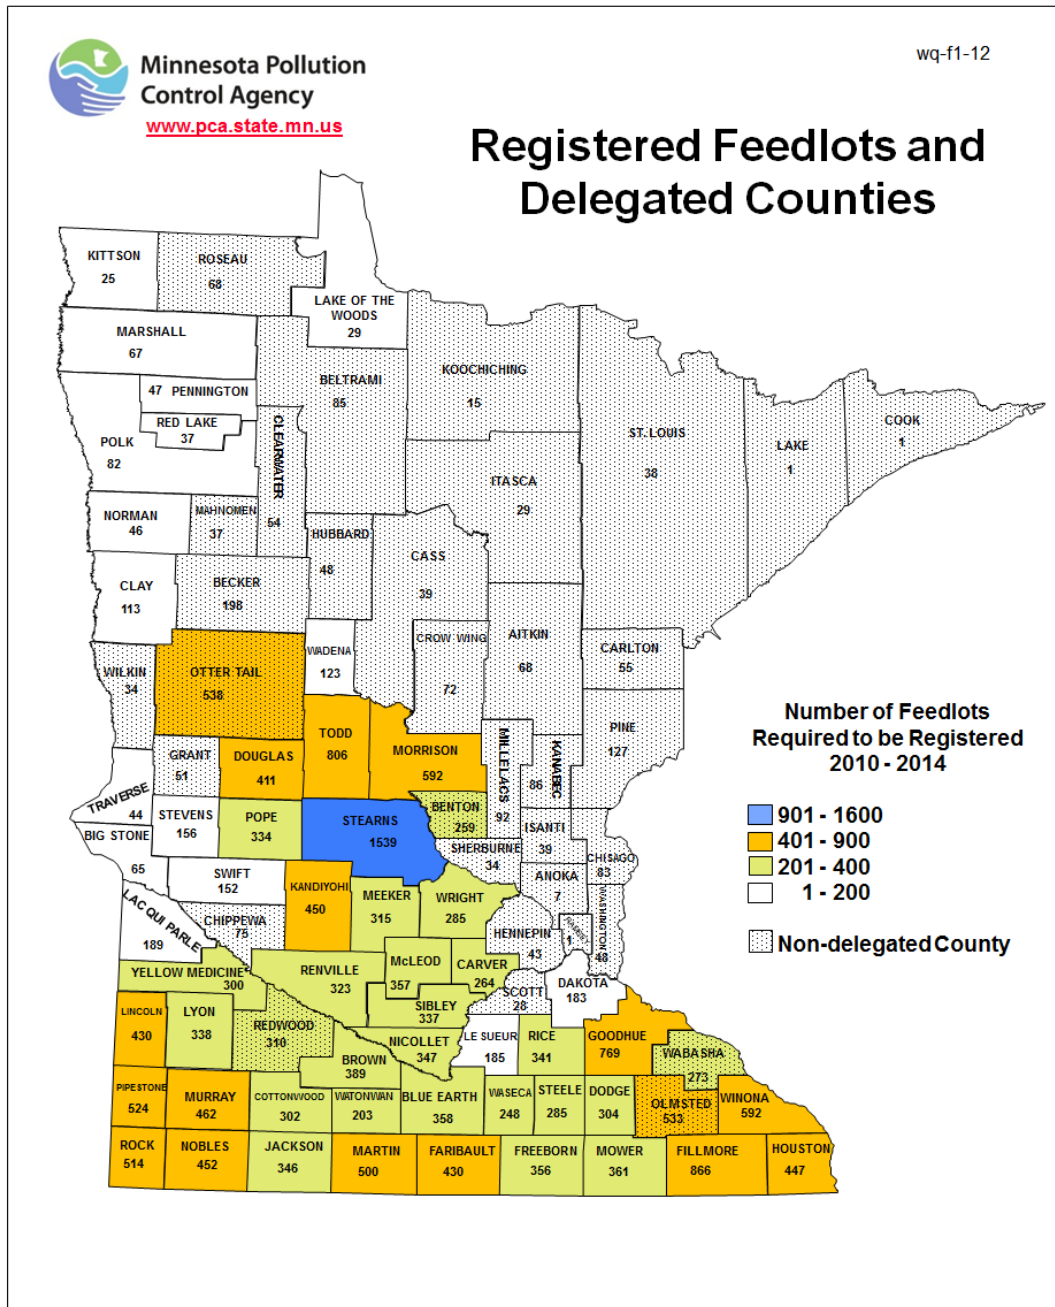 wq-f1-12
Minnesota Pollution
Control Agency
www.pca.state.mn.us
Registered Feedlots and
Delegated Counties
KITTSON
25
ROSEAU
68
LAKE OF THE
WOODS
29
MARSHALL
67
BELTRAMI
85
KOOCHICHING
15
47 PENNINGTON
RED LAKE
37
POLK
82
CLEARWATER
54
ST. LOUIS
38
LAKE
1
COOK
1
ITASCA
29
NORMAN
46
MAHNOMEN
37
HUBBARD
48
CASS
39
CLAY
113
BECKER
198
WADENA
123
CROW WING
72
AITKIN
68
CARLTON
55
WILKIN
34
OTTER TAIL
538
TODD
806
MORRISON
592
MILLE LACS
92
KANABEC
86
PINE
127
GRANT
51
DOUGLAS
411
TRAVERSE
44
STEVENS
156
POPE
334
STEARNS
1539
BENTON
259
BIG STONE
65
SHERBURNE
34
ISANTI
39
CHISAGO
83
SWIFT
152
KANDIYOHI
450
MEEKER
315
WRIGHT
285
ANOKA
7
WASHINGTON
48
LAC QUI PARLE
189
CHIPPEWA
75
HENNEPIN
43
RAMSEY
1
YELLOW MEDICINE
300
RENVILLE
323
McLEOD
357
CARVER
264
SCOTT
28
DAKOTA
183
LINCOLN
430
LYON
338
REDWOOD
310
SIBLEY
337
NICOLLET
347
LE SUEUR
185
RICE
341
GOODHUE
769
WABASHA
273
BROWN
389
PIPESTONE
524
MURRAY
462
COTTONWOOD
302
WATONWAN
203
BLUE EARTH
358
WASECA
248
STEELE
285
DODGE
304
OLMSTED
533
WINONA
592
ROCK
514
NOBLES
452
JACKSON
346
MARTIN
500
FARIBAULT
430
FREEBORN
356
MOWER
361
FILLMORE
866
HOUSTON
447
Number of Feedlots
Required to be Registered
2010 - 2014
901 - 1600
401 - 900
201 - 400
1 - 200
Non-delegated County